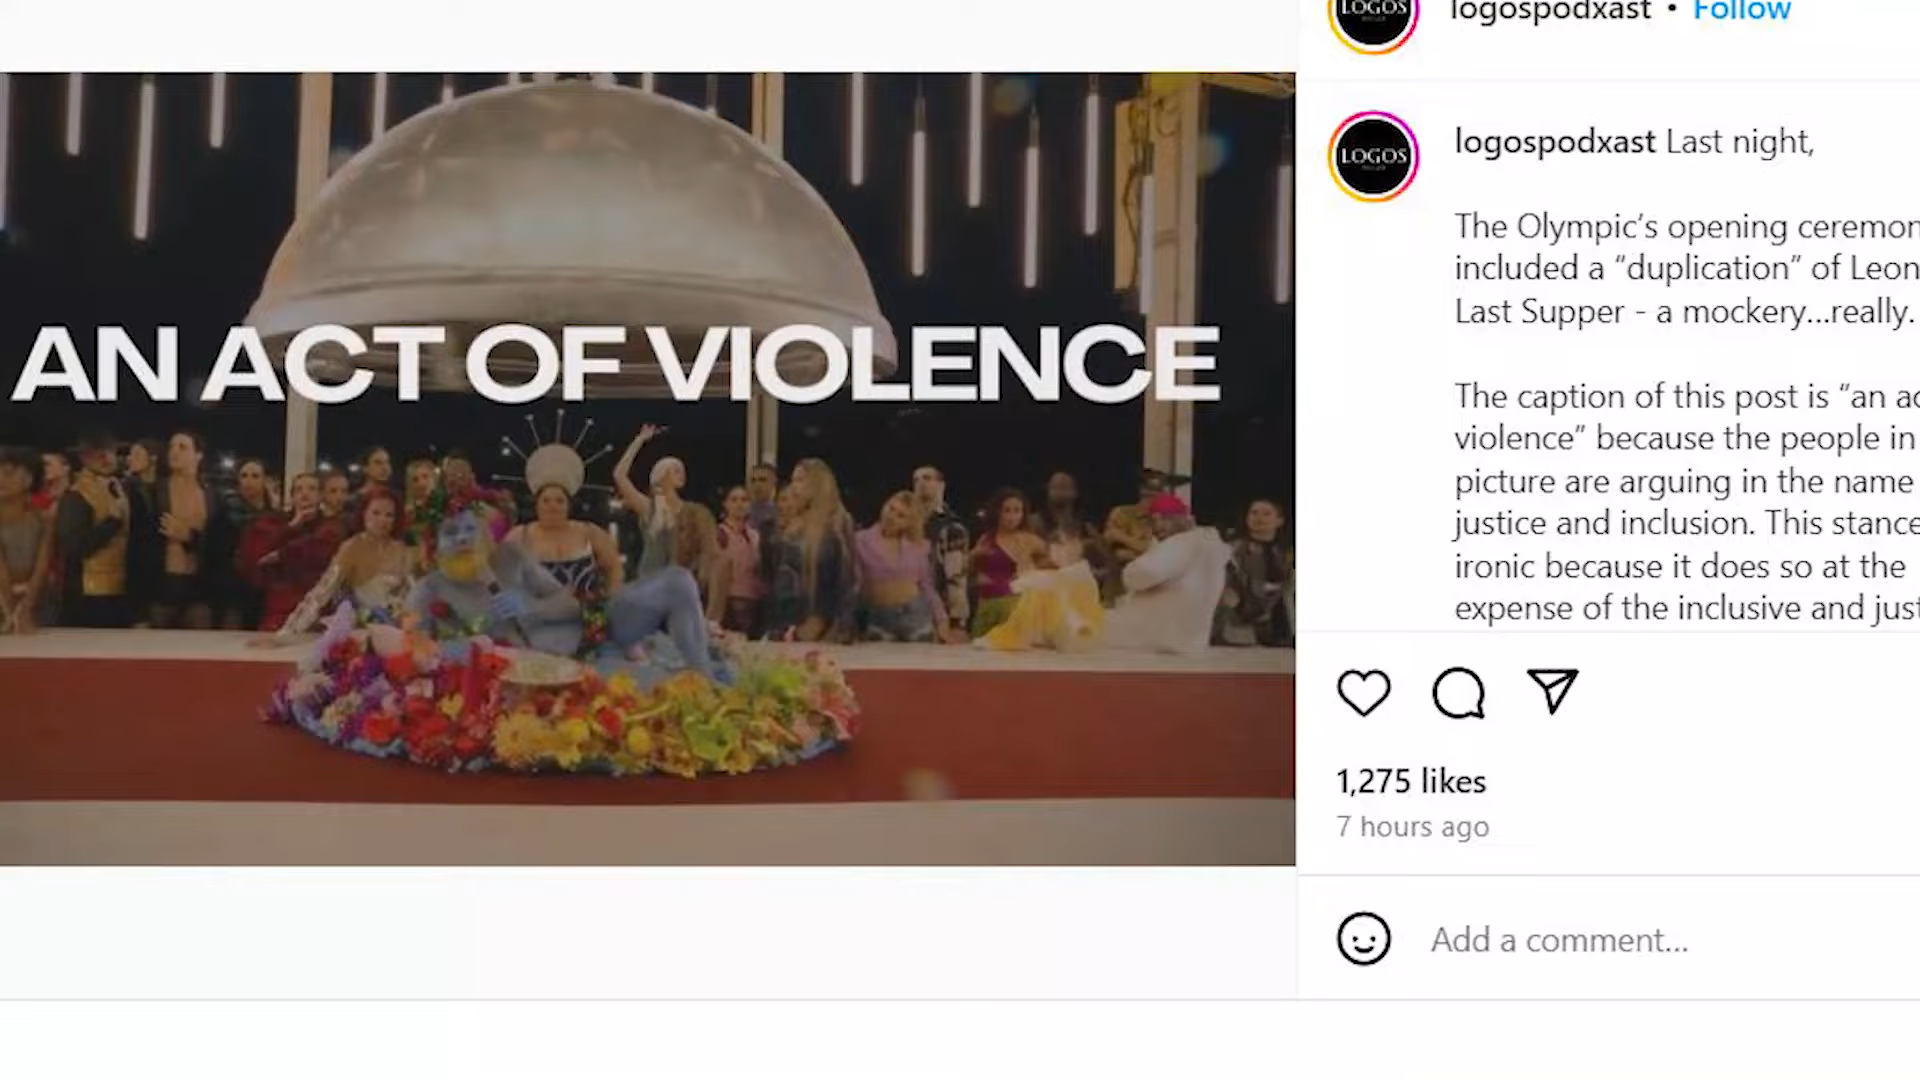 LOGOS
logospodxast • Follow
AN ACT OF VIOLENCE
LOGOS
logospodxast Last night,
The Olympic’s opening ceremon
included a “duplication” of Leon
Last Supper - a mockery...really.
The caption of this post is “an ac
violence” because the people in
picture are arguing in the name
justice and inclusion. This stance
ironic because it does so at the
expense of the inclusive and just
1,275 likes
7 hours ago
Add a comment...